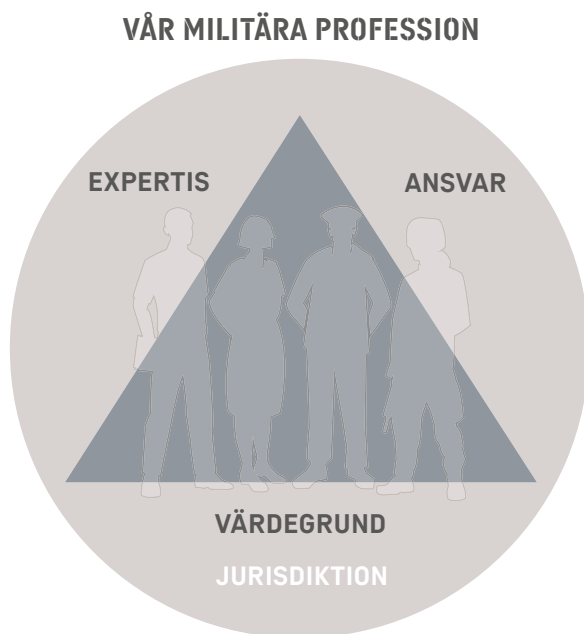 VÅR MILITÄRA PROFESSION
EXPERTIS
ANSVAR
VÄRDEGRUND
JURISDIKTION